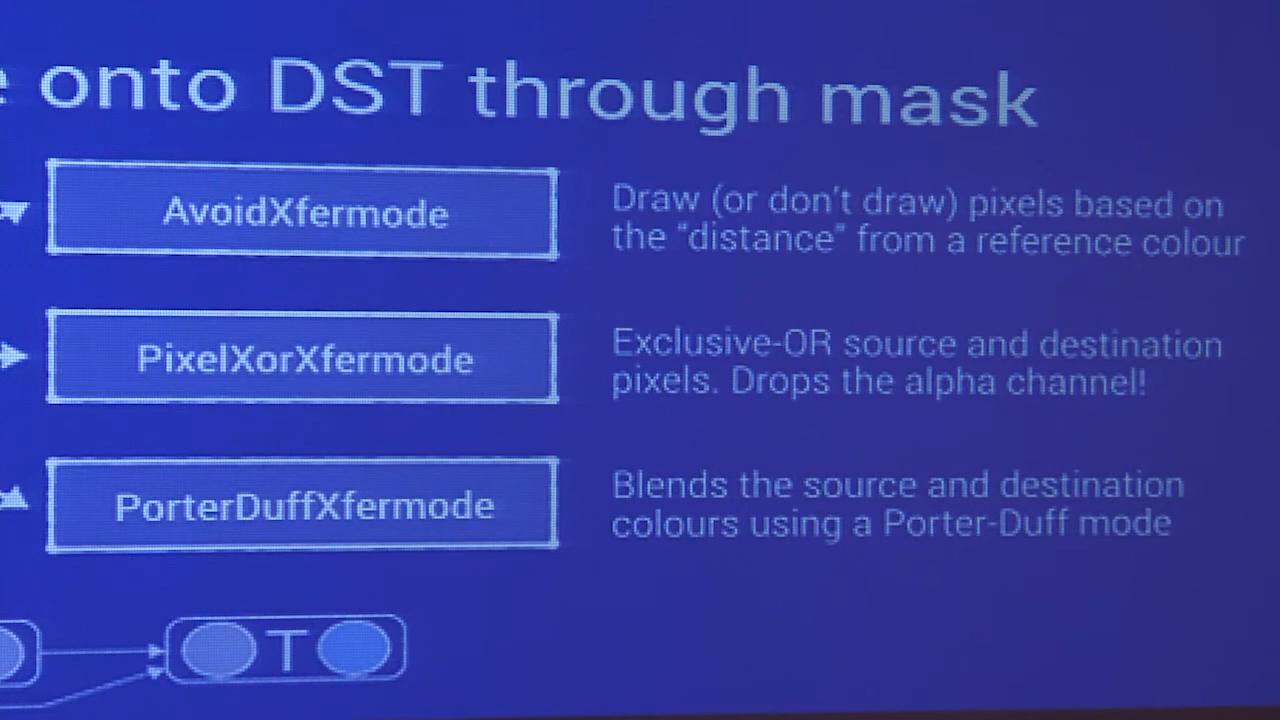 onto DST through mask
AvoidXfermode
Draw (or don't draw) pixels based on
the "distance" from a reference colour
PixelXorXfermode
Exclusive-OR source and destination
pixels. Drops the alpha channel!
PorterDuffXfermode
Blends the source and destination
colours using a Porter-Duff mode
T